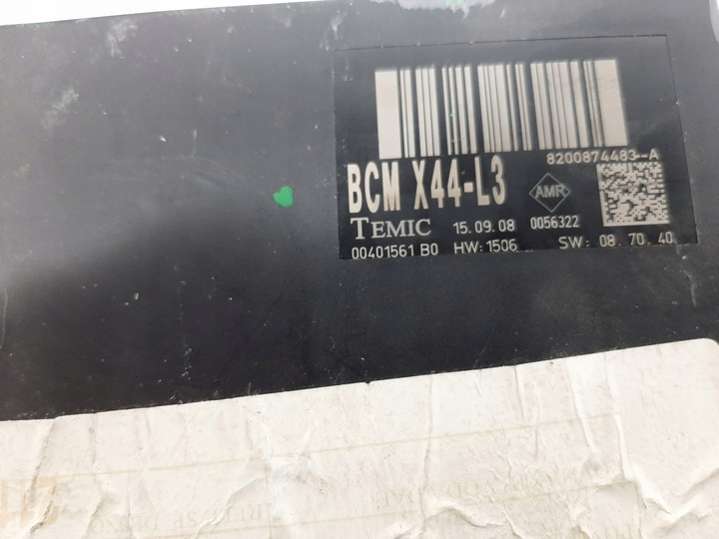 8200874483--A
BCM X44-L3 AMR
TEMIC 15.09.08 0056322
00401561 B0 HW:1506 SW: 08.70.40